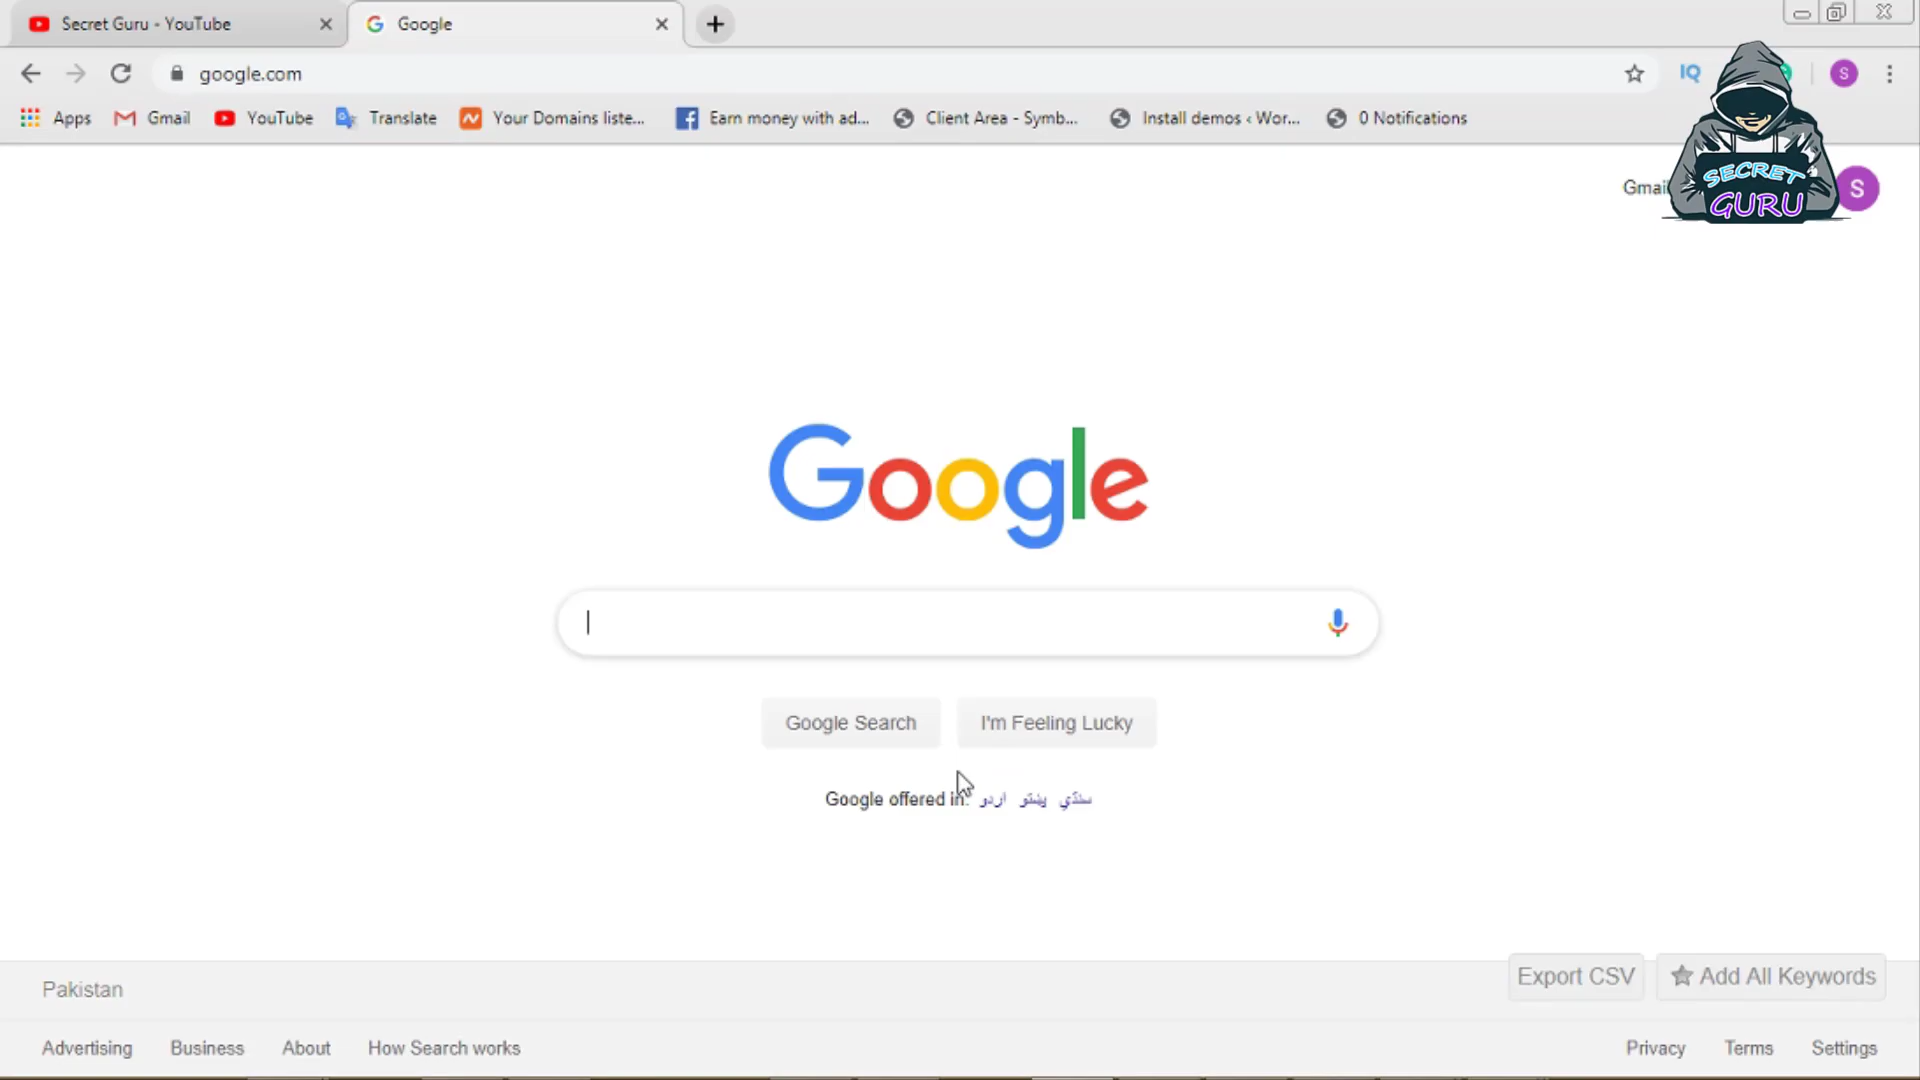 Secret Guru - YouTube
Google
google.com
IQ
S
Apps
Gmail
YouTube
Translate
Your Domains liste...
Earn money with ad...
Client Area - Symb...
Install demos ‹ Wor...
0 Notifications
Gmail
S
SECRET
GURU
Google
Google Search
I'm Feeling Lucky
Google offered in: اردو پښتو سنڌي
Pakistan
Export CSV
Add All Keywords
Advertising
Business
About
How Search works
Privacy
Terms
Settings